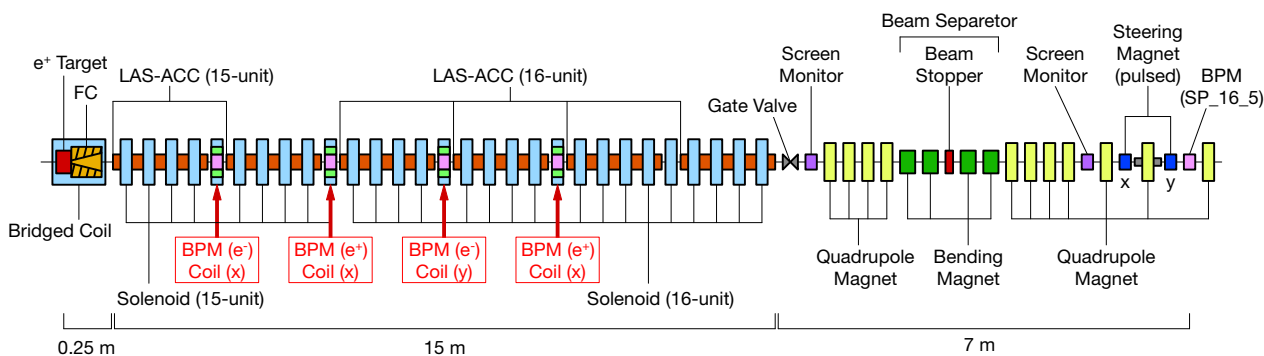 e⁺ Target
FC
Bridged Coil
LAS-ACC (15-unit)
LAS-ACC (16-unit)
BPM (e⁻)
Coil (x)
BPM (e⁺)
Coil (x)
BPM (e⁻)
Coil (y)
BPM (e⁺)
Coil (x)
Solenoid (15-unit)
Solenoid (16-unit)
Gate Valve
Screen
Monitor
Beam Separetor
Beam
Stopper
Screen
Monitor
Steering
Magnet
(pulsed)
BPM
(SP_16_5)
x
y
Quadrupole
Magnet
Bending
Magnet
Quadrupole
Magnet
0.25 m
15 m
7 m